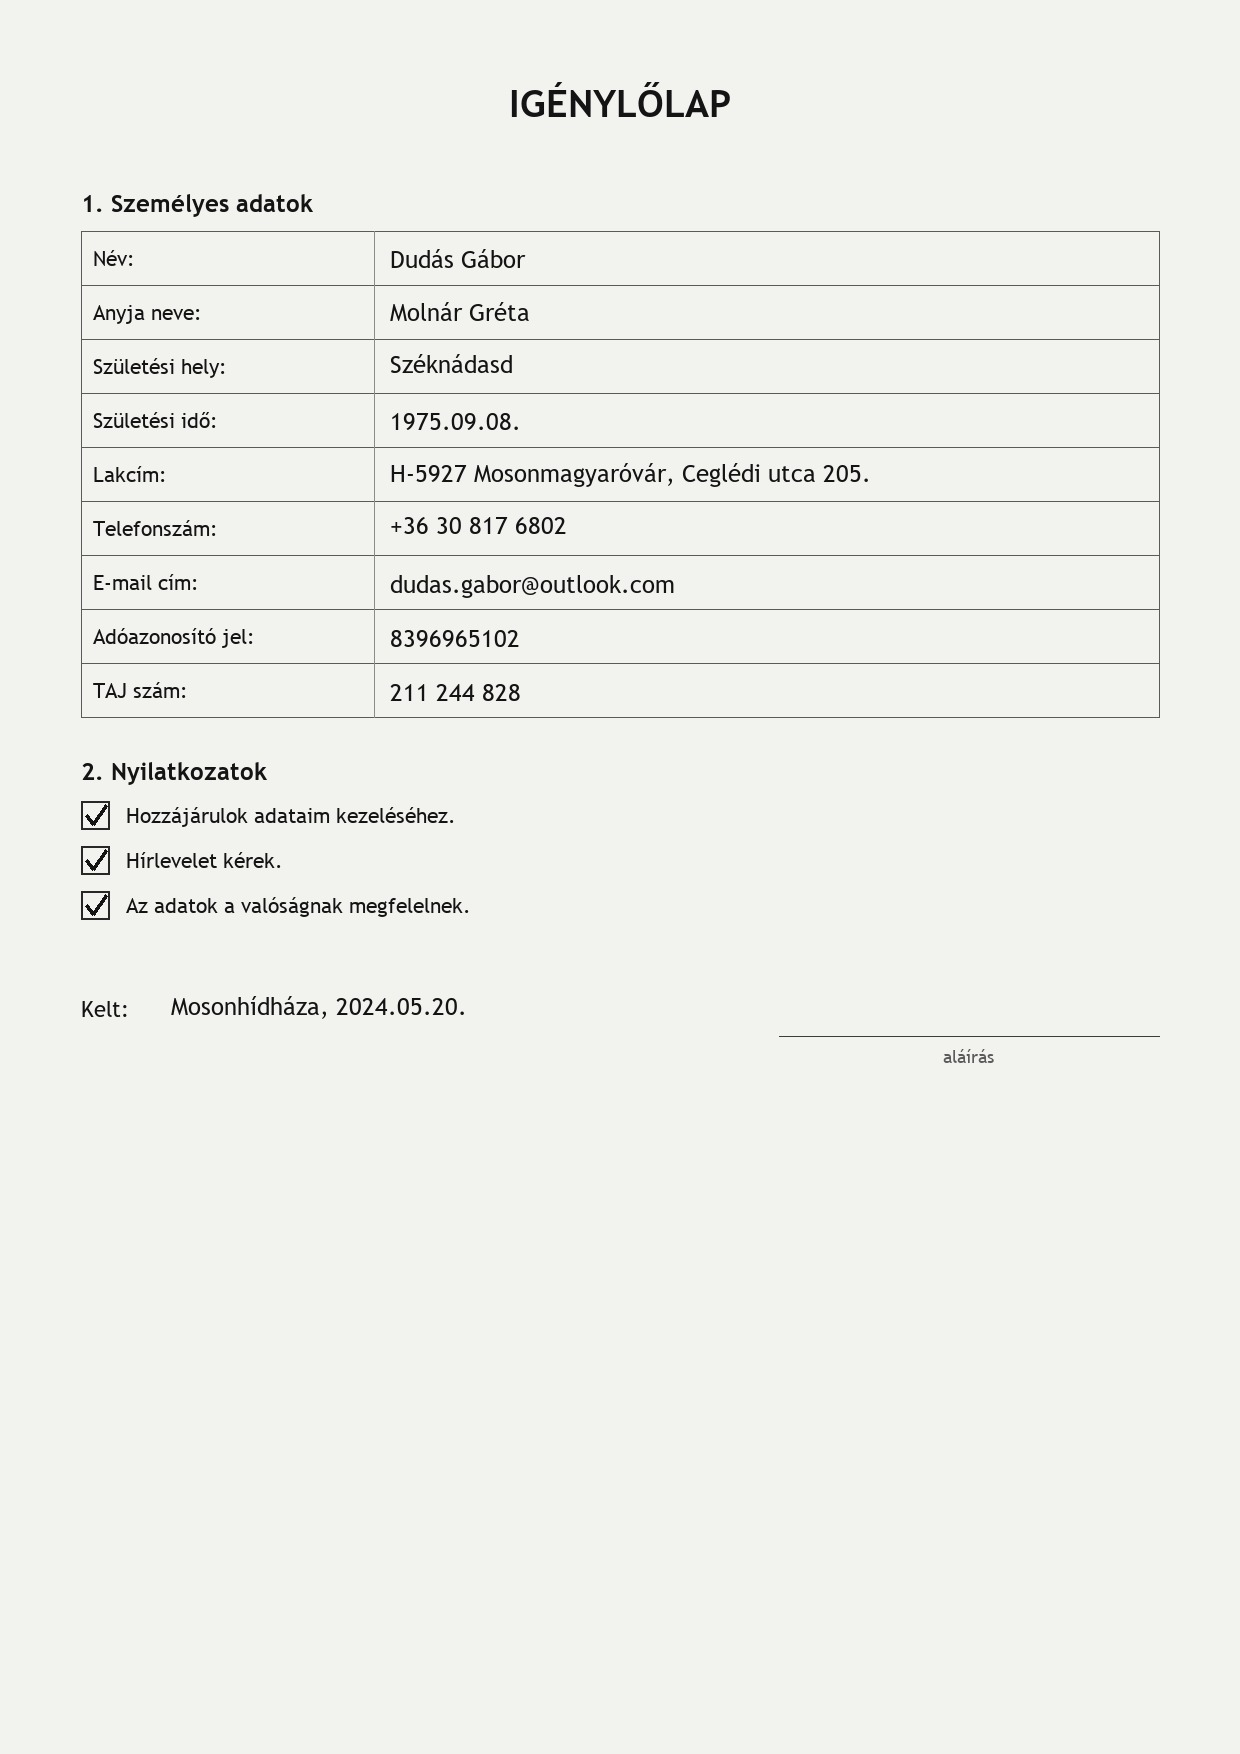 IGÉNYLŐLAP
1. Személyes adatok
Név: Dudás Gábor
Anyja neve: Molnár Gréta
Születési hely: Széknádasd
Születési idő: 1975.09.08.
Lakcím: H-5927 Mosonmagyaróvár, Ceglédi utca 205.
Telefonszám: +36 30 817 6802
E-mail cím: dudas.gabor@outlook.com
Adóazonosító jel: 8396965102
TAJ szám: 211 244 828
2. Nyilatkozatok
Hozzájárulok adataim kezeléséhez.
Hírlevelet kérek.
Az adatok a valóságnak megfelelnek.
Kelt: Mosonhídháza, 2024.05.20.
aláírás